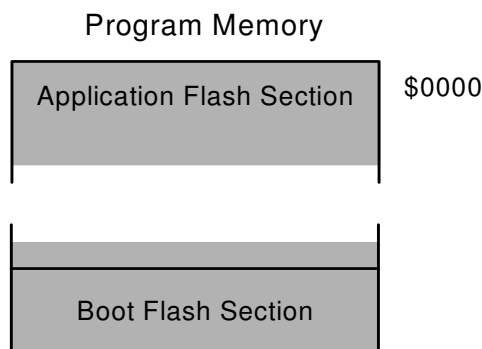 Program Memory
Application Flash Section
$0000
Boot Flash Section